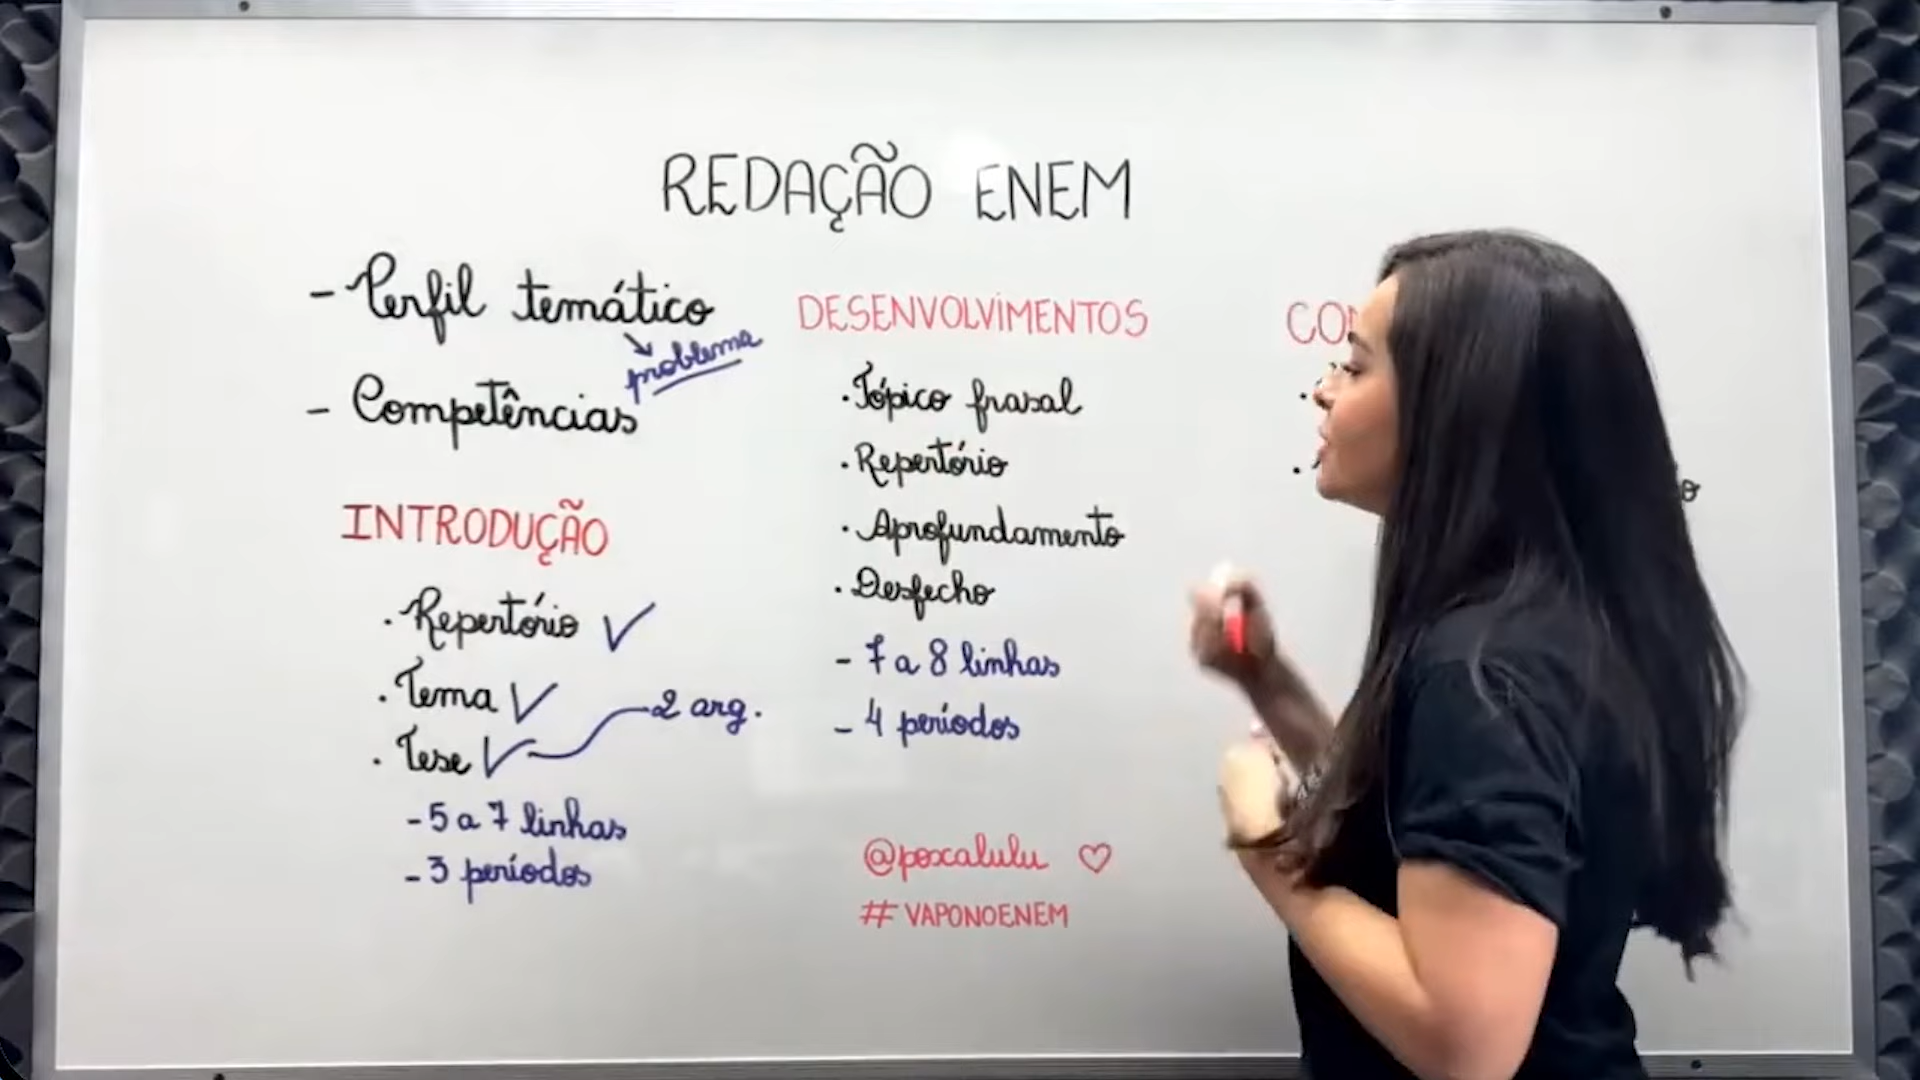 REDAÇÃO ENEM
- Perfil temático
problema
- Competências
INTRODUÇÃO
. Repertório
. Tema
. Tese
2 arg.
- 5 a 7 linhas
- 3 períodos
DESENVOLVIMENTOS
. Tópico frasal
. Repertório
. Aprofundamento
. Desfecho
- 7 a 8 linhas
- 4 períodos
@poxalulu ♡
# VAPONOENEM